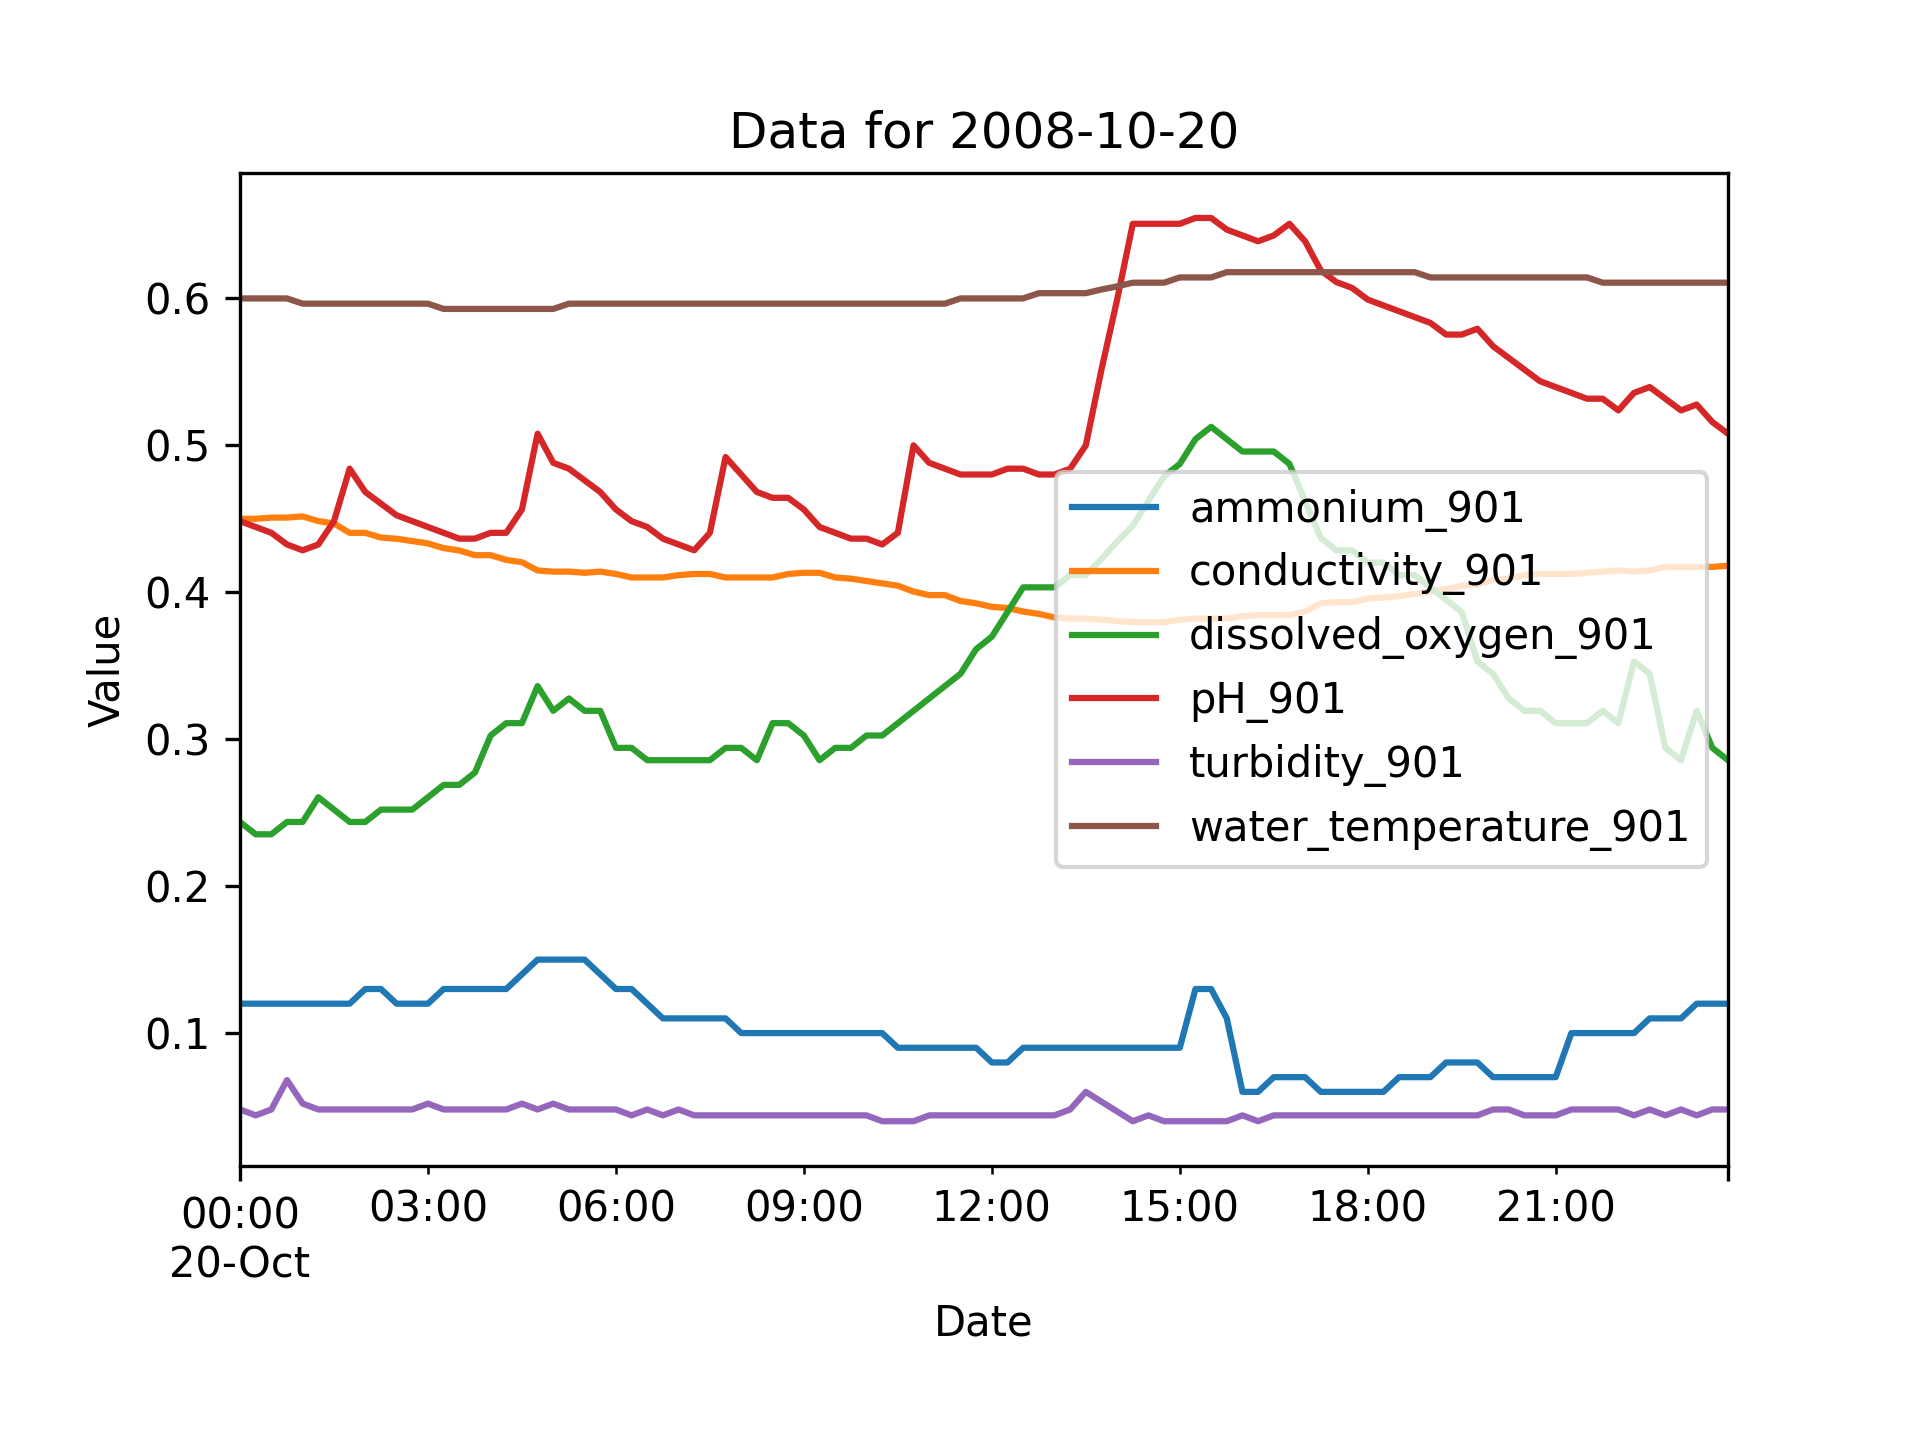 Data for 2008-10-20
Value
0.6
0.5
0.4
0.3
0.2
0.1
ammonium_901
conductivity_901
dissolved_oxygen_901
pH_901
turbidity_901
water_temperature_901
00:00 03:00 06:00 09:00 12:00 15:00 18:00 21:00
20-Oct
Date